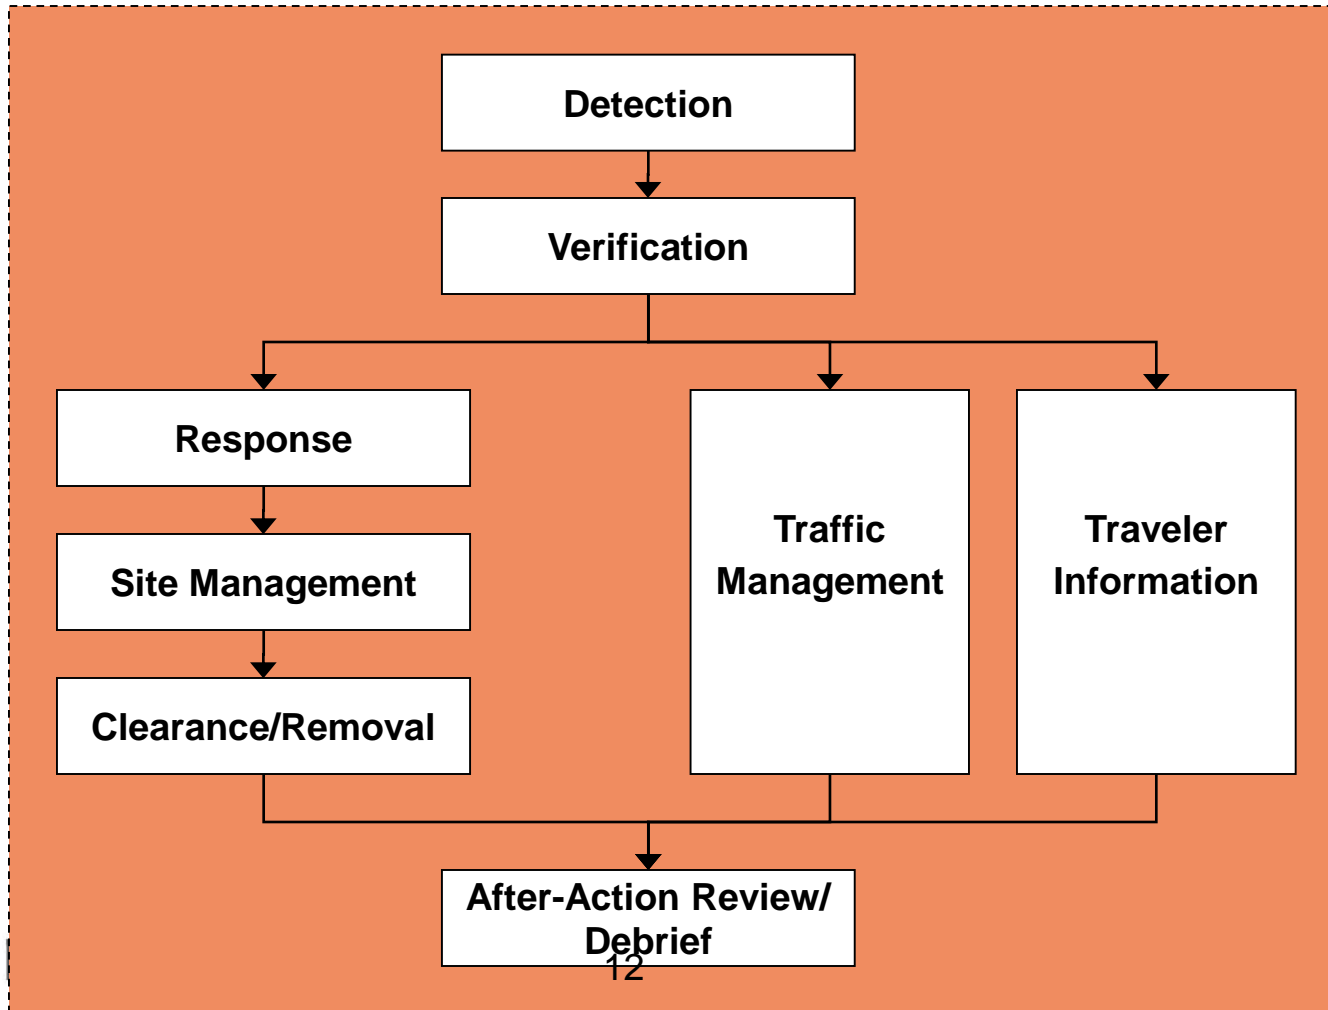 Detection
Verification
Response
Site Management
Clearance/Removal
Traffic
Management
Traveler
Information
After-Action Review/
Debrief
12